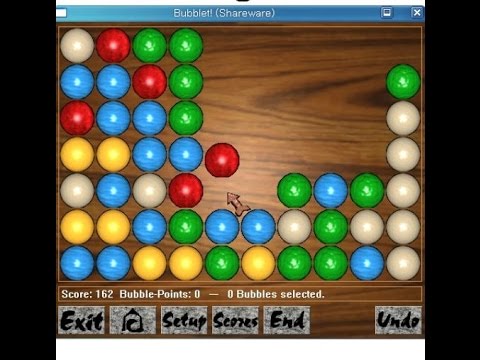 Bubblet! (Shareware)
Score: 162 Bubble-Points: 0 — 0 Bubbles selected.
Exit Setup Scores End Undo